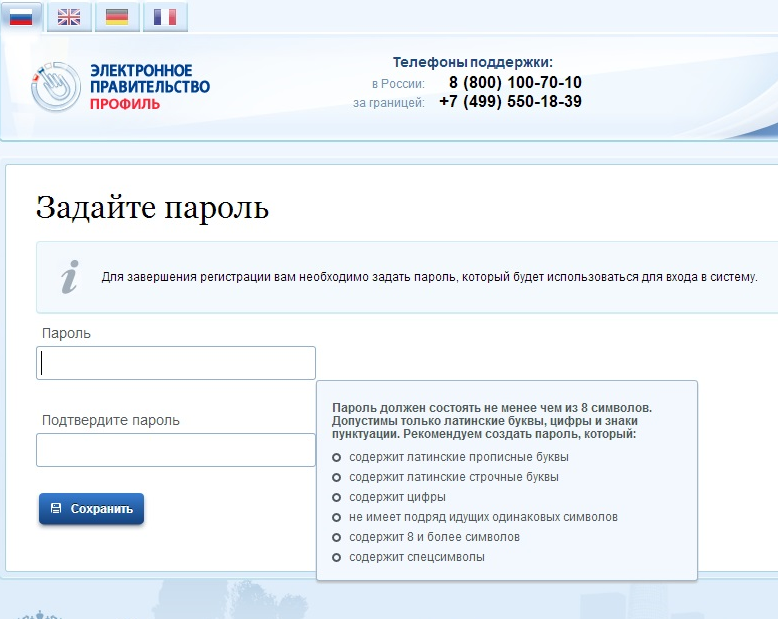 ЭЛЕКТРОННОЕ
ПРАВИТЕЛЬСТВО
ПРОФИЛЬ
Телефоны поддержки:
в России: 8 (800) 100-70-10
за границей: +7 (499) 550-18-39
Задайте пароль
Для завершения регистрации вам необходимо задать пароль, который будет использоваться для входа в систему.
Пароль
Подтвердите пароль
Сохранить
Пароль должен состоять не менее чем из 8 символов.
Допустимы только латинские буквы, цифры и знаки
пунктуации. Рекомендуем создать пароль, который:
содержит латинские прописные буквы
содержит латинские строчные буквы
содержит цифры
не имеет подряд идущих одинаковых символов
содержит 8 и более символов
содержит спецсимволы